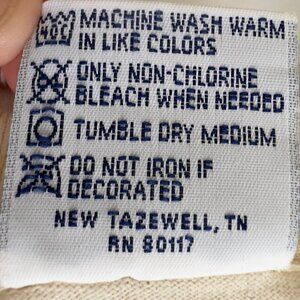 40C MACHINE WASH WARM
IN LIKE COLORS
ONLY NON-CHLORINE
BLEACH WHEN NEEDED
TUMBLE DRY MEDIUM
DO NOT IRON IF
DECORATED
NEW TAZEWELL, TN
RN 80117